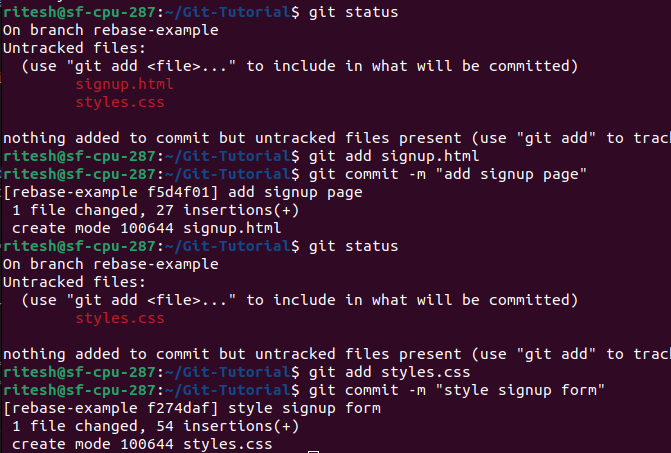 ritesh@sf-cpu-287:~/Git-Tutorial$ git status
On branch rebase-example
Untracked files:
  (use "git add <file>..." to include in what will be committed)
        signup.html
        styles.css

nothing added to commit but untracked files present (use "git add" to trac
ritesh@sf-cpu-287:~/Git-Tutorial$ git add signup.html
ritesh@sf-cpu-287:~/Git-Tutorial$ git commit -m "add signup page"
[rebase-example f5d4f01] add signup page
 1 file changed, 27 insertions(+)
 create mode 100644 signup.html
ritesh@sf-cpu-287:~/Git-Tutorial$ git status
On branch rebase-example
Untracked files:
  (use "git add <file>..." to include in what will be committed)
        styles.css

nothing added to commit but untracked files present (use "git add" to trac
ritesh@sf-cpu-287:~/Git-Tutorial$ git add styles.css
ritesh@sf-cpu-287:~/Git-Tutorial$ git commit -m "style signup form"
[rebase-example f274daf] style signup form
 1 file changed, 54 insertions(+)
 create mode 100644 styles.css